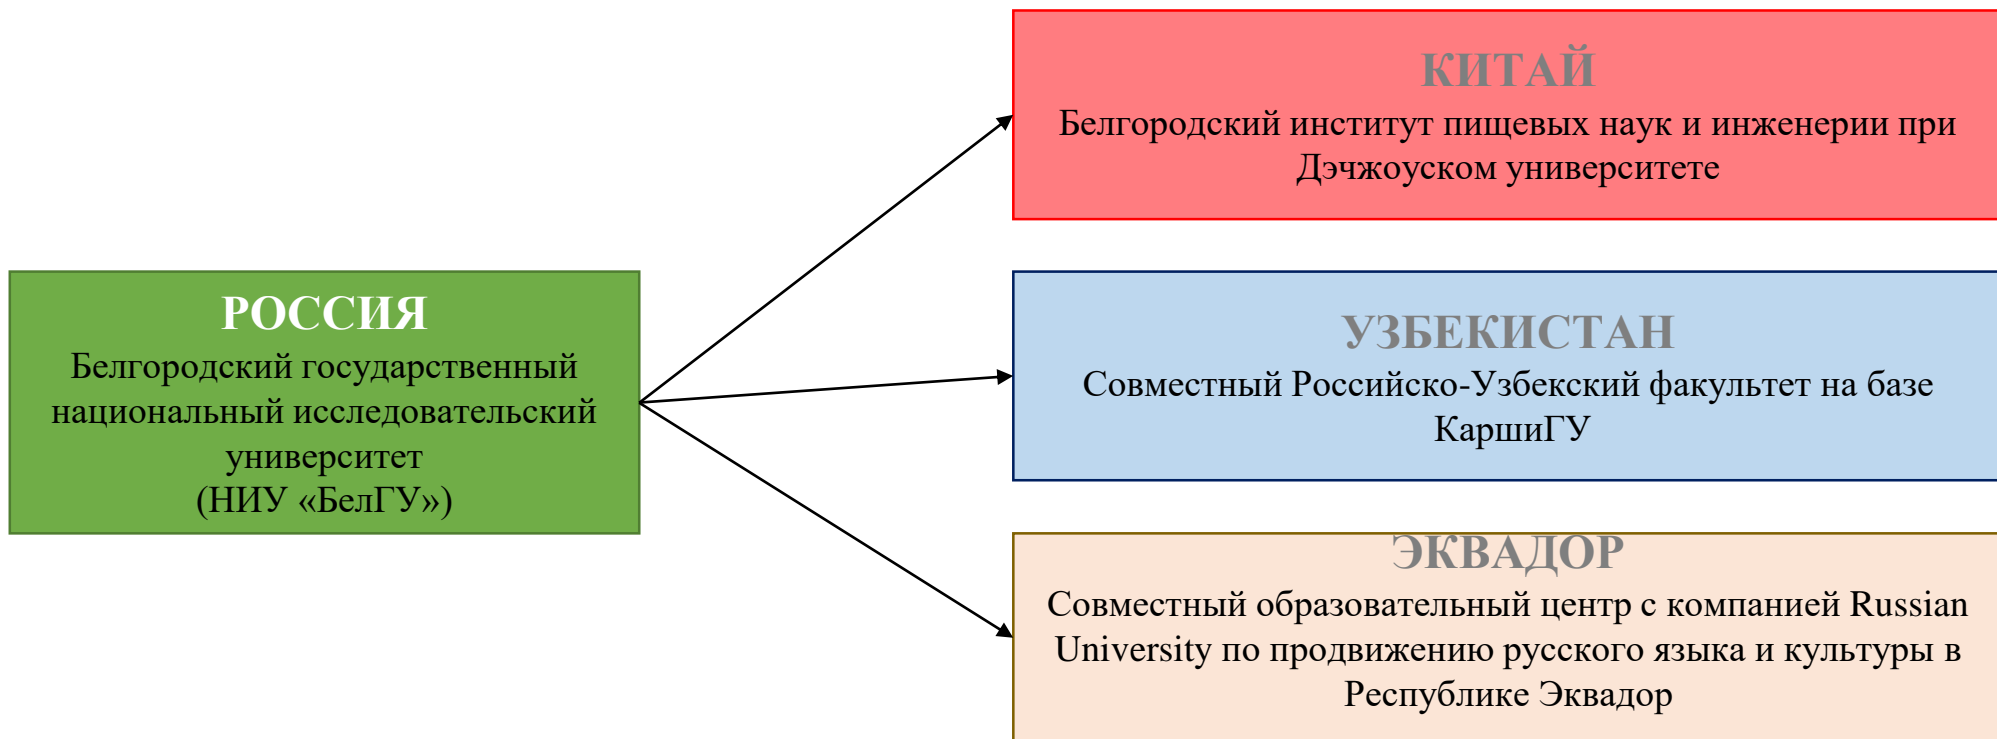 РОССИЯ
Белгородский государственный
национальный исследовательский
университет
(НИУ «БелГУ»)
КИТАЙ
Белгородский институт пищевых наук и инженерии при
Дэчжоуском университете
УЗБЕКИСТАН
Совместный Российско-Узбекский факультет на базе
КаршиГУ
ЭКВАДОР
Совместный образовательный центр с компанией Russian
University по продвижению русского языка и культуры в
Республике Эквадор